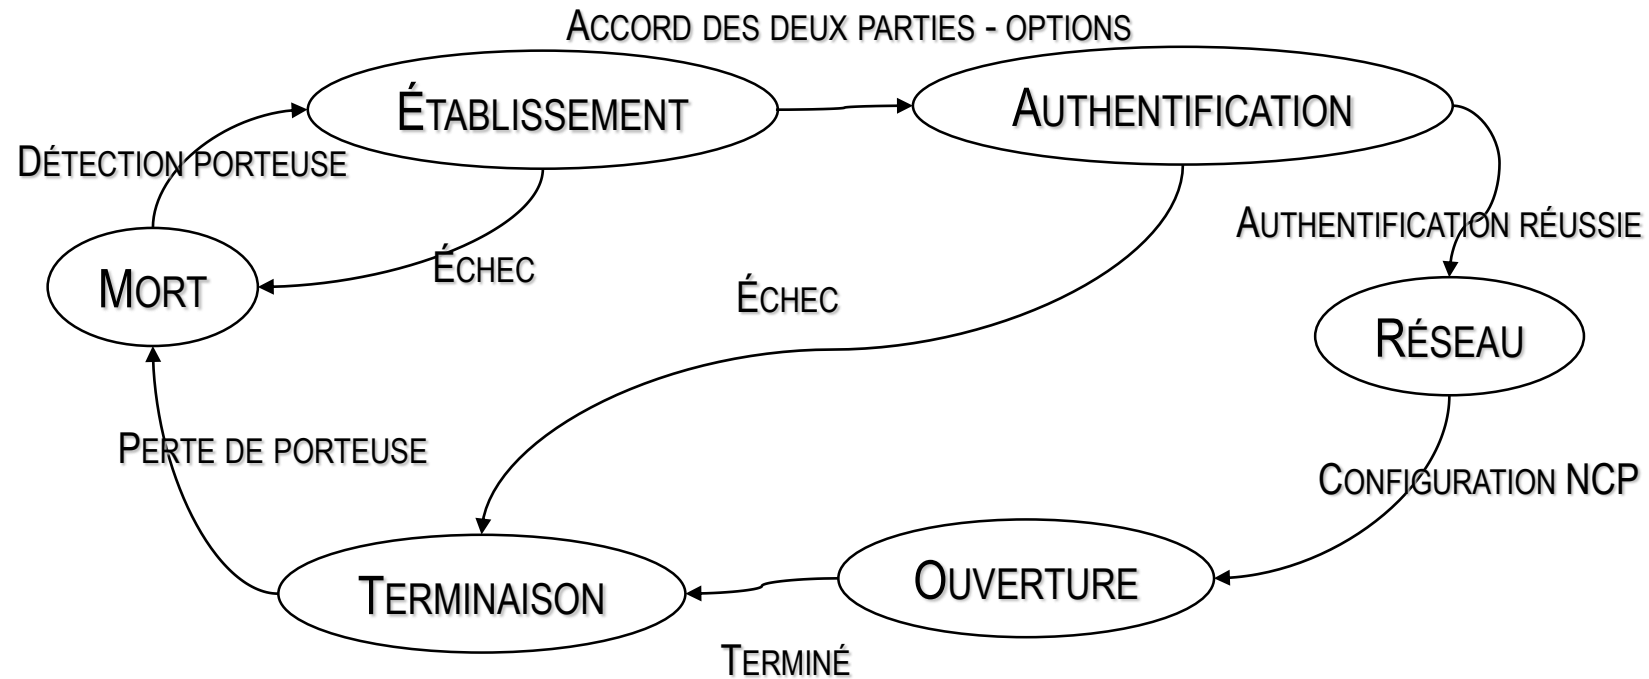 ACCORD DES DEUX PARTIES - OPTIONS
ÉTABLISSEMENT
AUTHENTIFICATION
DÉTECTION PORTEUSE
AUTHENTIFICATION RÉUSSIE
ÉCHEC
MORT
ÉCHEC
RÉSEAU
PERTE DE PORTEUSE
CONFIGURATION NCP
OUVERTURE
TERMINAISON
TERMINÉ